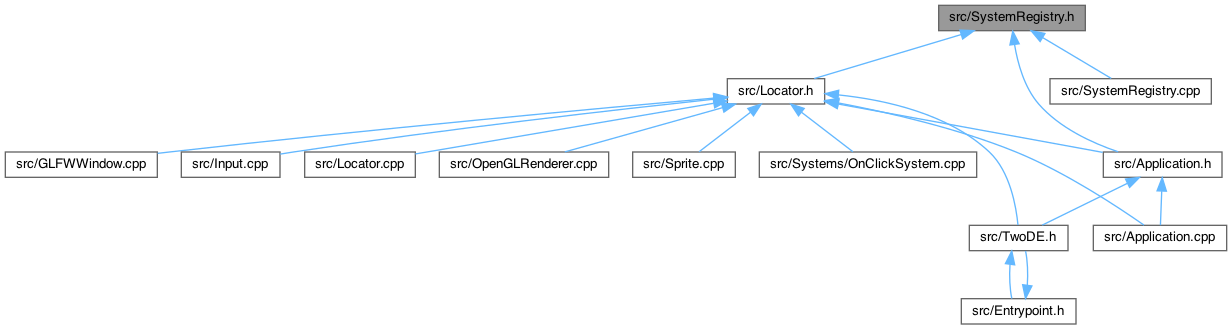 src/SystemRegistry.h
src/Locator.h
src/SystemRegistry.cpp
src/GLFWWindow.cpp
src/Input.cpp
src/Locator.cpp
src/OpenGLRenderer.cpp
src/Sprite.cpp
src/Systems/OnClickSystem.cpp
src/Application.h
src/TwoDE.h
src/Application.cpp
src/Entrypoint.h